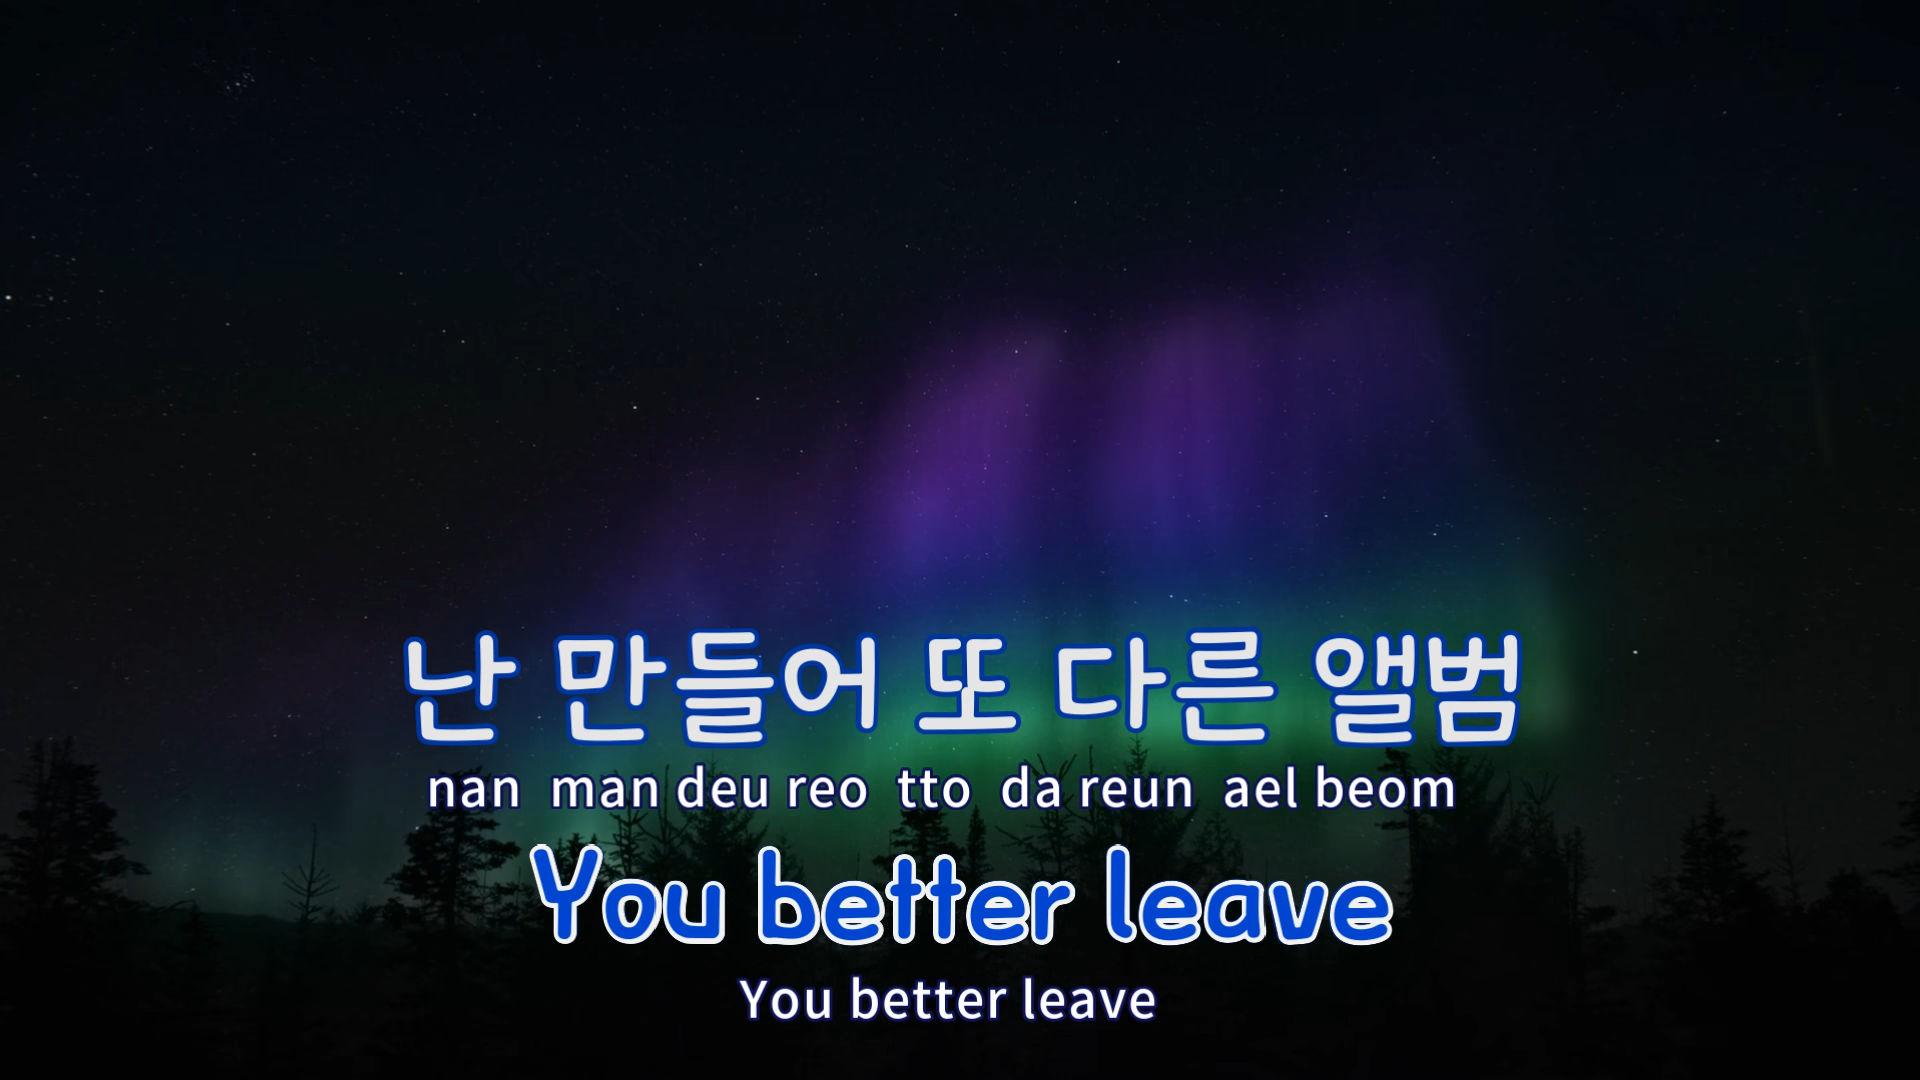 난 만들어 또 다른 앨범
nan man deu reo tto da reun ael beom
You better leave
You better leave